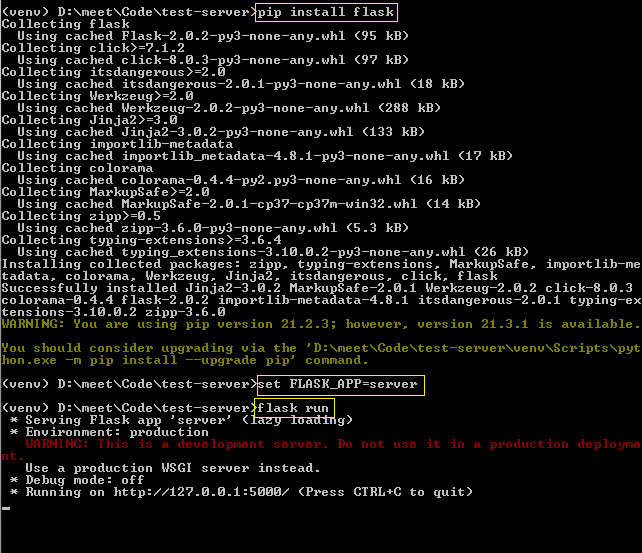 (venv) D:\meet\Code\test-server>pip install flask
Collecting flask
  Using cached Flask-2.0.2-py3-none-any.whl (95 kB)
Collecting click>=7.1.2
  Using cached click-8.0.3-py3-none-any.whl (97 kB)
Collecting itsdangerous>=2.0
  Using cached itsdangerous-2.0.1-py3-none-any.whl (18 kB)
Collecting Werkzeug>=2.0
  Using cached Werkzeug-2.0.2-py3-none-any.whl (288 kB)
Collecting Jinja2>=3.0
  Using cached Jinja2-3.0.2-py3-none-any.whl (133 kB)
Collecting importlib-metadata
  Using cached importlib_metadata-4.8.1-py3-none-any.whl (17 kB)
Collecting colorama
  Using cached colorama-0.4.4-py2.py3-none-any.whl (16 kB)
Collecting MarkupSafe>=2.0
  Using cached MarkupSafe-2.0.1-cp37-cp37m-win32.whl (14 kB)
Collecting zipp>=0.5
  Using cached zipp-3.6.0-py3-none-any.whl (5.3 kB)
Collecting typing-extensions>=3.6.4
  Using cached typing_extensions-3.10.0.2-py3-none-any.whl (26 kB)
Installing collected packages: zipp, typing-extensions, MarkupSafe, importlib-me
tadata, colorama, Werkzeug, Jinja2, itsdangerous, click, flask
Successfully installed Jinja2-3.0.2 MarkupSafe-2.0.1 Werkzeug-2.0.2 click-8.0.3
colorama-0.4.4 flask-2.0.2 importlib-metadata-4.8.1 itsdangerous-2.0.1 typing-ex
tensions-3.10.0.2 zipp-3.6.0
WARNING: You are using pip version 21.2.3; however, version 21.3.1 is available.
You should consider upgrading via the 'D:\meet\Code\test-server\venv\Scripts\pyt
hon.exe -m pip install --upgrade pip' command.
(venv) D:\meet\Code\test-server>set FLASK_APP=server
(venv) D:\meet\Code\test-server>flask run
 * Serving Flask app 'server' (lazy loading)
 * Environment: production
   WARNING: This is a development server. Do not use it in a production deployme
nt.
   Use a production WSGI server instead.
 * Debug mode: off
 * Running on http://127.0.0.1:5000/ (Press CTRL+C to quit)